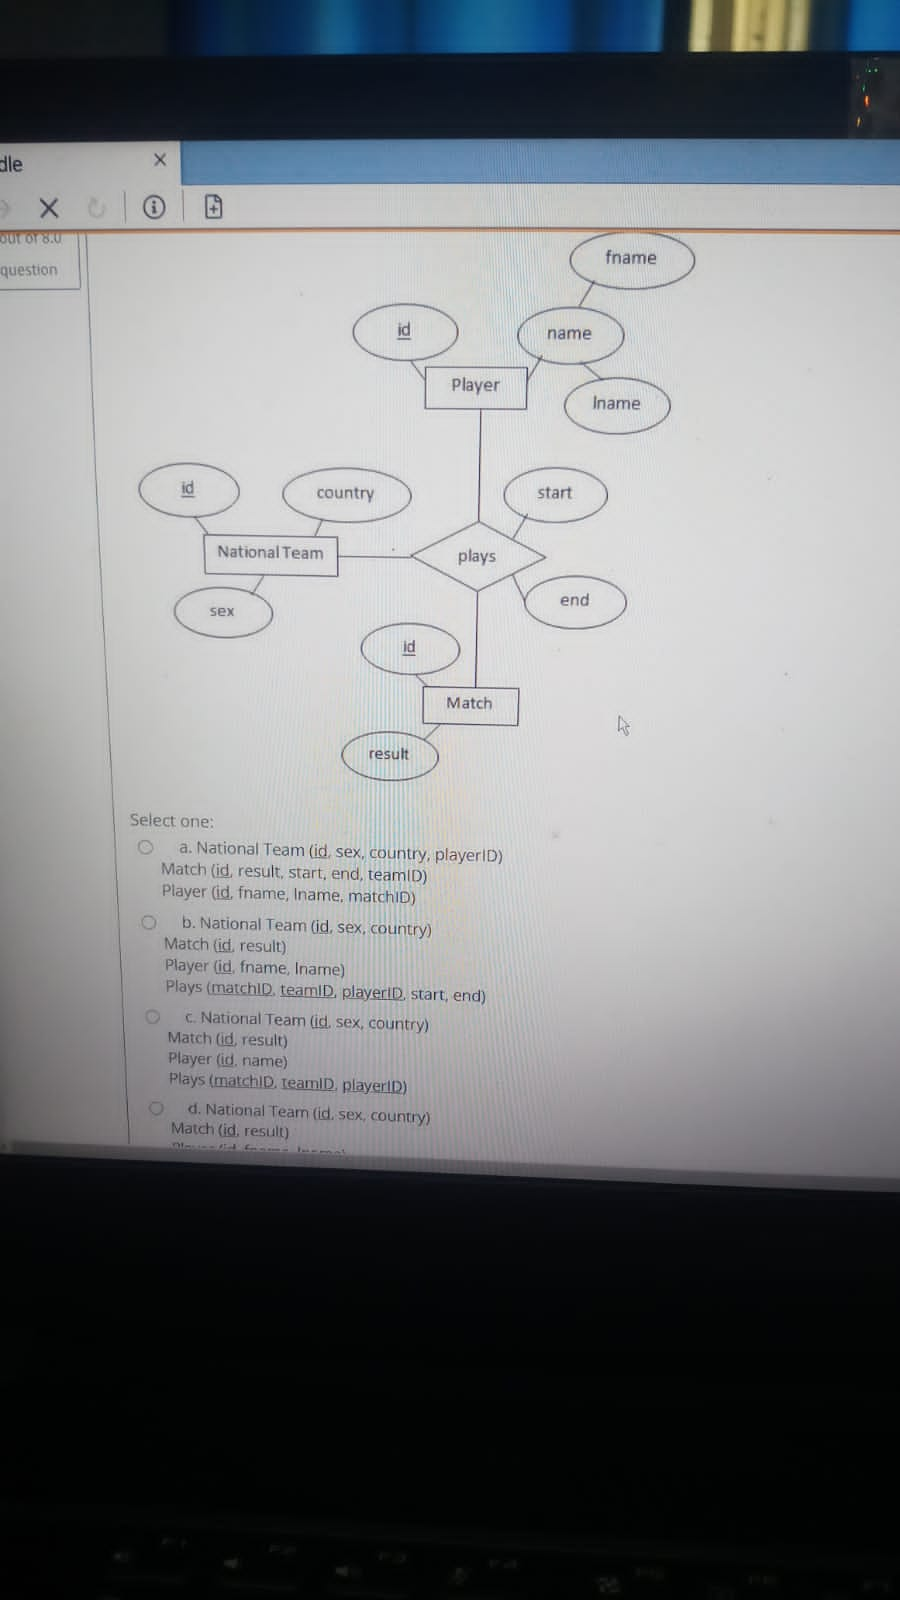 dle
out of 8.0
question
fname
id
name
Player
lname
id
country
start
National Team
plays
sex
end
id
Match
result
Select one:
a. National Team (id, sex, country, playerID)
Match (id, result, start, end, teamID)
Player (id, fname, lname, matchID)
b. National Team (id, sex, country)
Match (id, result)
Player (id, fname, lname)
Plays (matchID, teamID, playerID, start, end)
c. National Team (id, sex, country)
Match (id, result)
Player (id, name)
Plays (matchID, teamID, playerID)
d. National Team (id, sex, country)
Match (id, result)
Player (id, fname, lname)